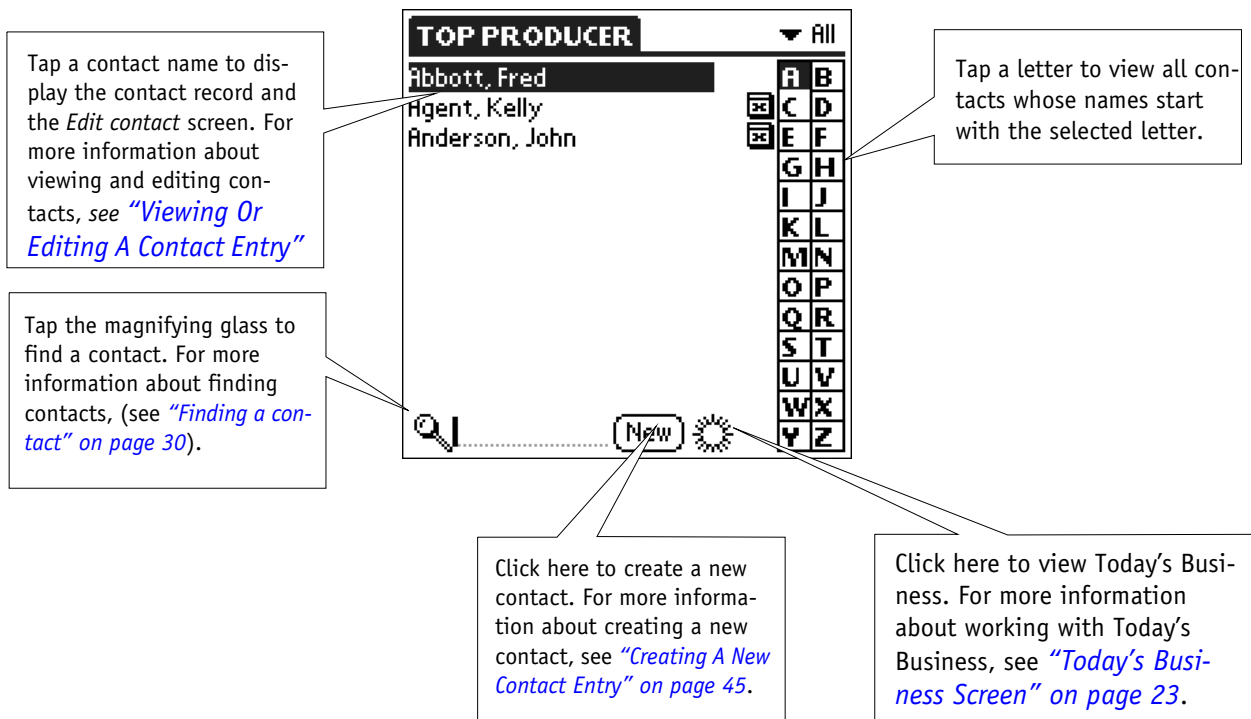 TOP PRODUCER
All
Abbott, Fred
Agent, Kelly
Anderson, John
A B
C D
E F
G H
I J
K L
M N
O P
Q R
S T
U V
W X
Y Z
New
Tap a contact name to dis-
play the contact record and
the Edit contact screen. For
more information about
viewing and editing con-
tacts, see “Viewing Or
Editing A Contact Entry”
Tap a letter to view all con-
tacts whose names start
with the selected letter.
Tap the magnifying glass to
find a contact. For more
information about finding
contacts, (see “Finding a con-
tact” on page 30).
Click here to create a new
contact. For more informa-
tion about creating a new
contact, see “Creating A New
Contact Entry” on page 45.
Click here to view Today’s Busi-
ness. For more information
about working with Today’s
Business, see “Today’s Busi-
ness Screen” on page 23.